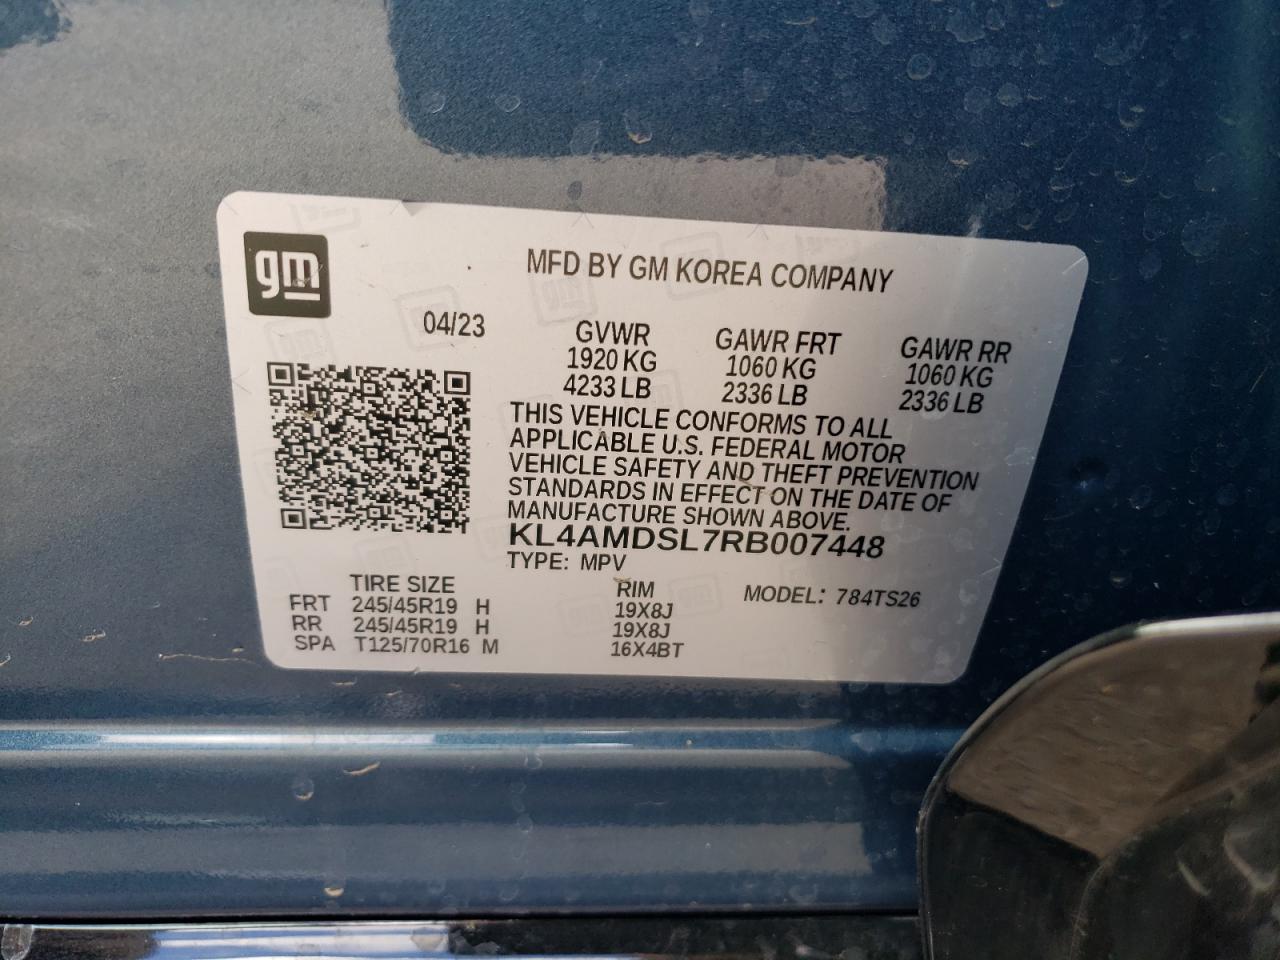 gm
MFD BY GM KOREA COMPANY
04/23
GVWR GAWR FRT GAWR RR
1920 KG 1060 KG 1060 KG
4233 LB 2336 LB 2336 LB
THIS VEHICLE CONFORMS TO ALL
APPLICABLE U.S. FEDERAL MOTOR
VEHICLE SAFETY AND THEFT PREVENTION
STANDARDS IN EFFECT ON THE DATE OF
MANUFACTURE SHOWN ABOVE.
KL4AMDSL7RB007448
TYPE: MPV
TIRE SIZE RIM MODEL: 784TS26
FRT 245/45R19 H 19X8J
RR 245/45R19 H 19X8J
SPA T125/70R16 M 16X4BT